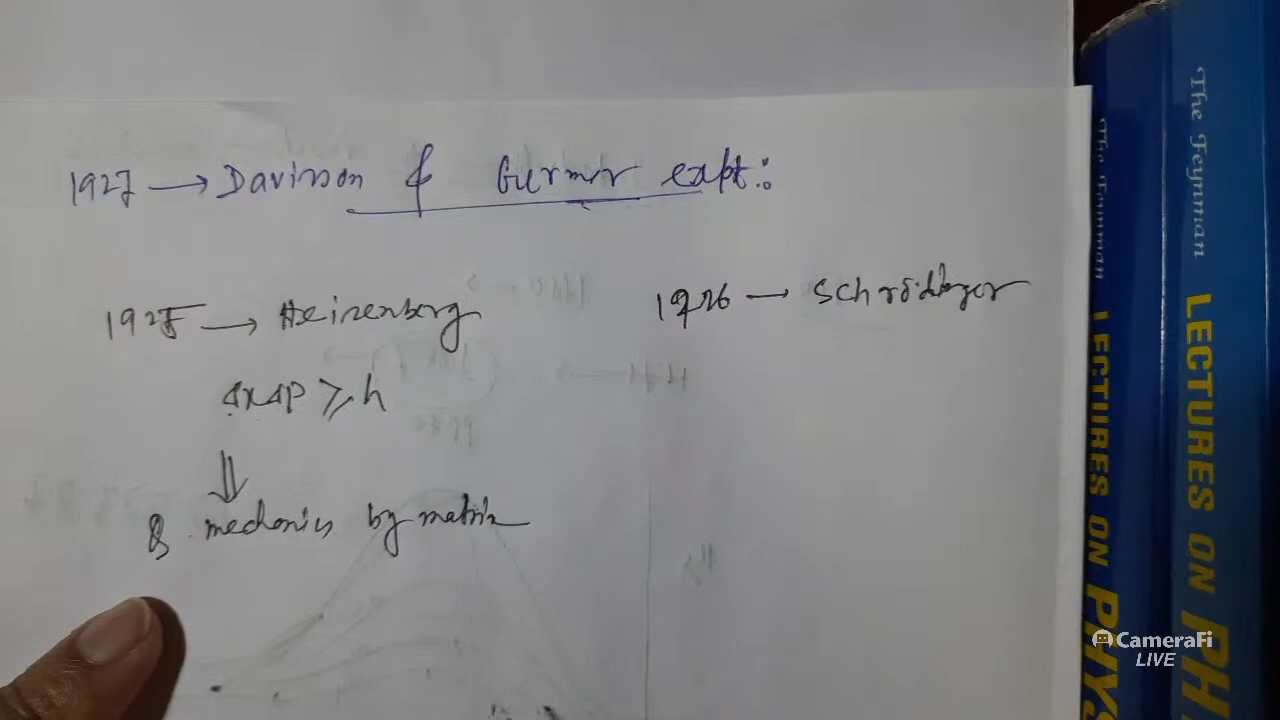 1927 → Davisson & Germer expt:
1925 → Heisenberg
ΔxΔp ≥ h
⇓
Q. mechanics by matrix
1926 → Schrödinger
The Feynman LECTURES ON PHYS
The Feynman LECTURES ON PH
CameraFi
LIVE